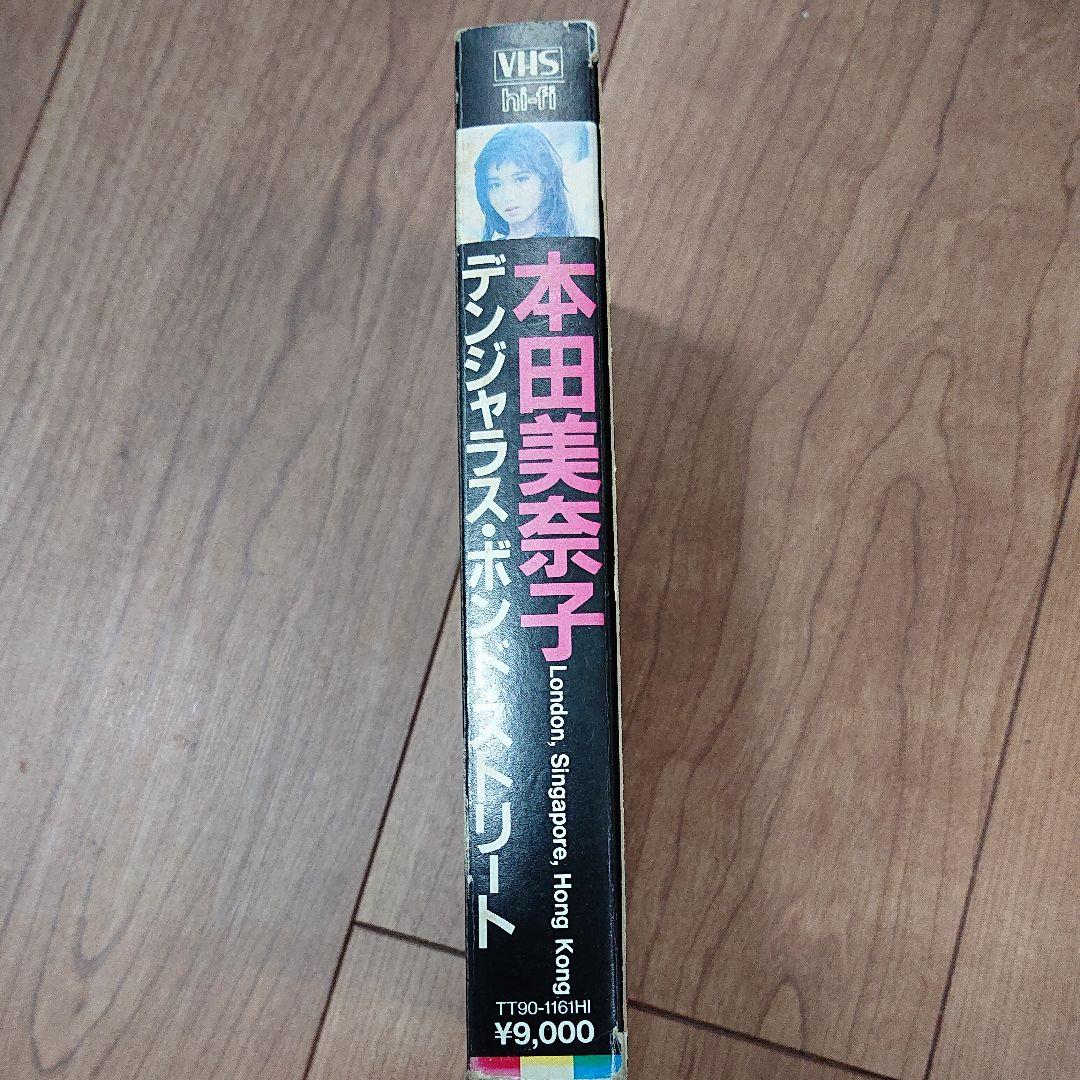 VHS
hi-fi
本田美奈子
London, Singapore, Hong Kong
デンジャラス・ボンド・ストリート
TT90-1161HI
¥9,000